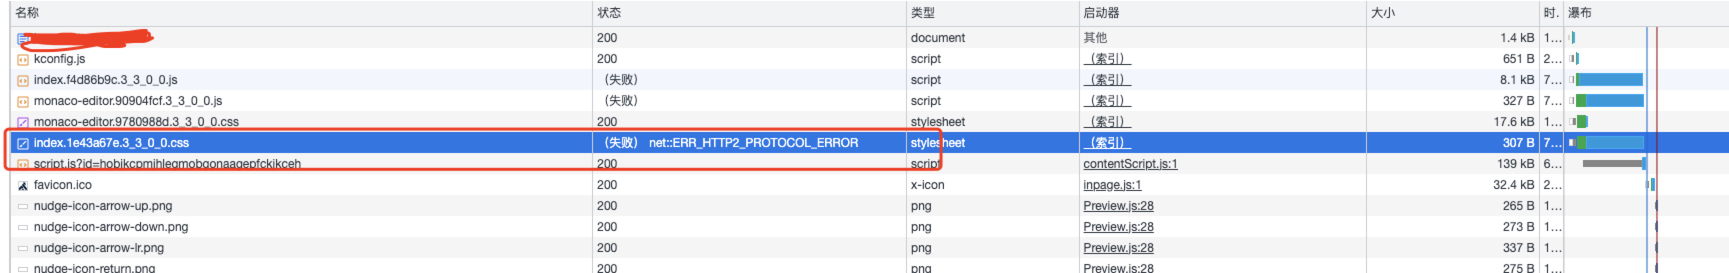 名称 状态 类型 启动器 大小 时. 瀑布
200 document 其他 1.4 kB 1...
kconfig.js 200 script （索引） 651 B 2...
index.f4d86b9c.3_3_0_0.js （失败） script （索引） 8.1 kB 7...
monaco-editor.90904fcf.3_3_0_0.js （失败） script （索引） 327 B 7...
monaco-editor.9780988d.3_3_0_0.css 200 stylesheet （索引） 17.6 kB 1...
index.1e43a67e.3_3_0_0.css （失败） net::ERR_HTTP2_PROTOCOL_ERROR stylesheet （索引） 307 B 7...
script.js?id=hobikcpmihlegmobgonaagepfckikceh 200 script contentScript.js:1 139 kB 6...
favicon.ico 200 x-icon inpage.js:1 32.4 kB 2...
nudge-icon-arrow-up.png 200 png Preview.js:28 265 B 1...
nudge-icon-arrow-down.png 200 png Preview.js:28 273 B 1...
nudge-icon-arrow-lr.png 200 png Preview.js:28 337 B 1...
nudge-icon-return.png 200 png Preview.js:28 275 B 1...